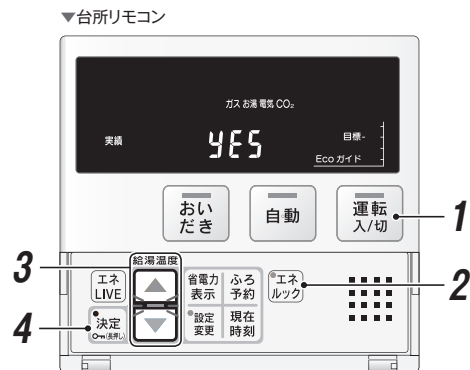 ▼台所リモコン
ガス お湯 電気 CO₂
実績
YES
目標-
Eco ガイド
おい
だき
自動
運転
入/切
1
3
給湯温度
エネ
LIVE
省電力
表示
ふろ
予約
エネ
ルック
2
4
決定
(長押し)
設定
変更
現在
時刻